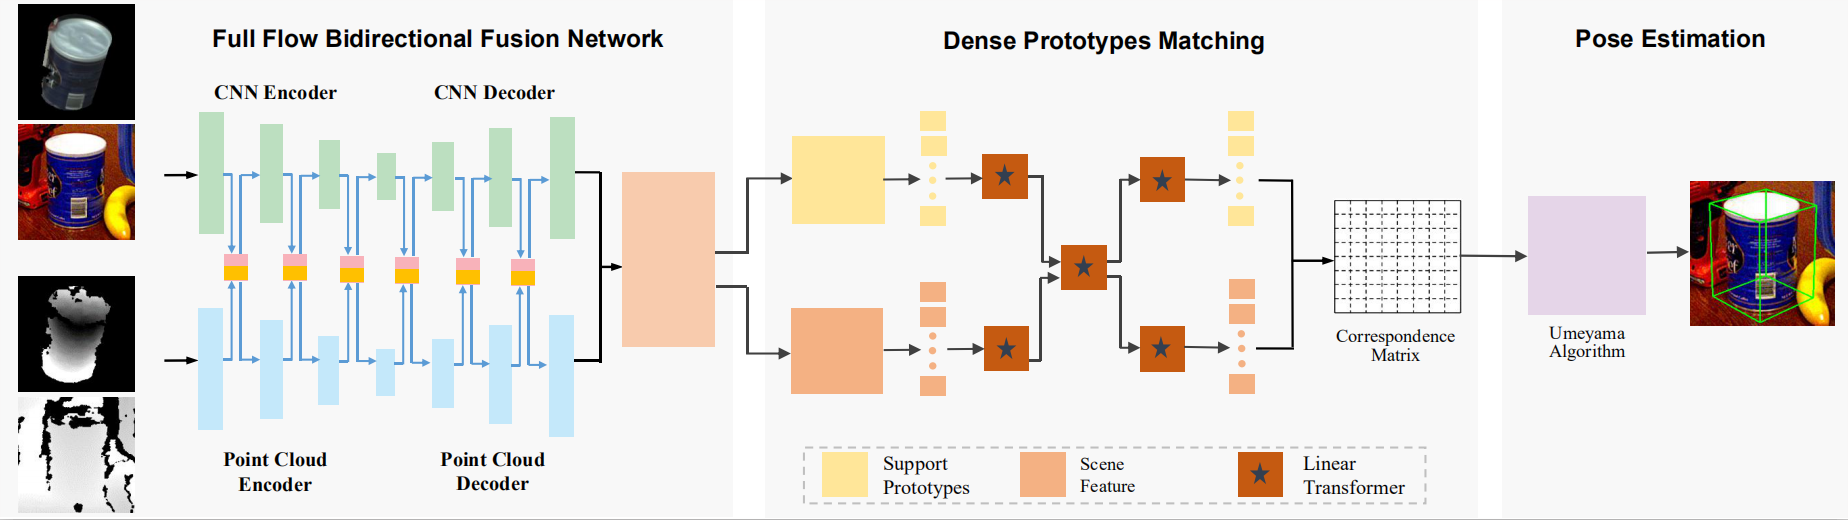 Full Flow Bidirectional Fusion Network
Dense Prototypes Matching
Pose Estimation
CNN Encoder
CNN Decoder
Point Cloud
Encoder
Point Cloud
Decoder
Correspondence
Matrix
Umeyama
Algorithm
Support
Prototypes
Scene
Feature
Linear
Transformer